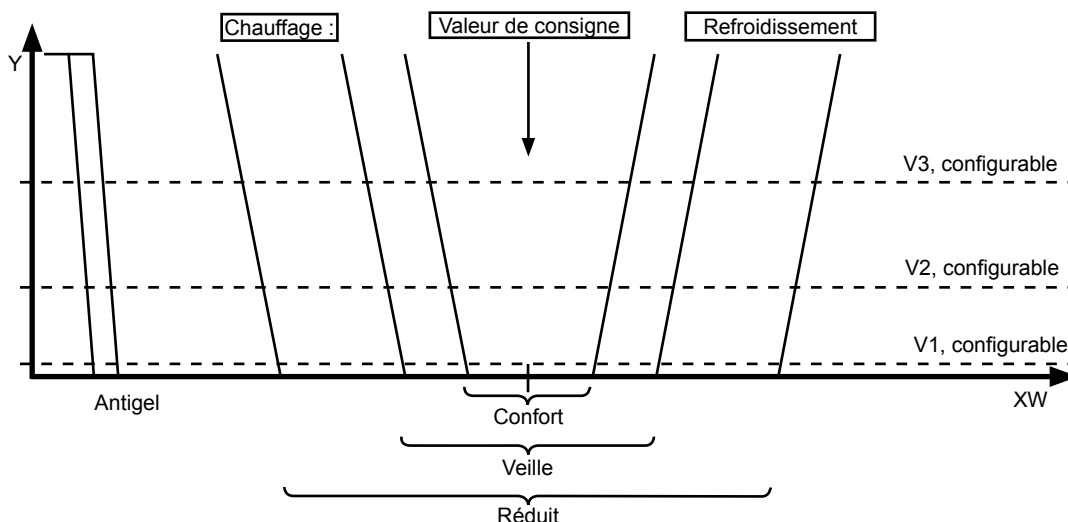 Chauffage :
Valeur de consigne
Refroidissement
Y
V3, configurable
V2, configurable
V1, configurable
Antigel
XW
Confort
Veille
Réduit